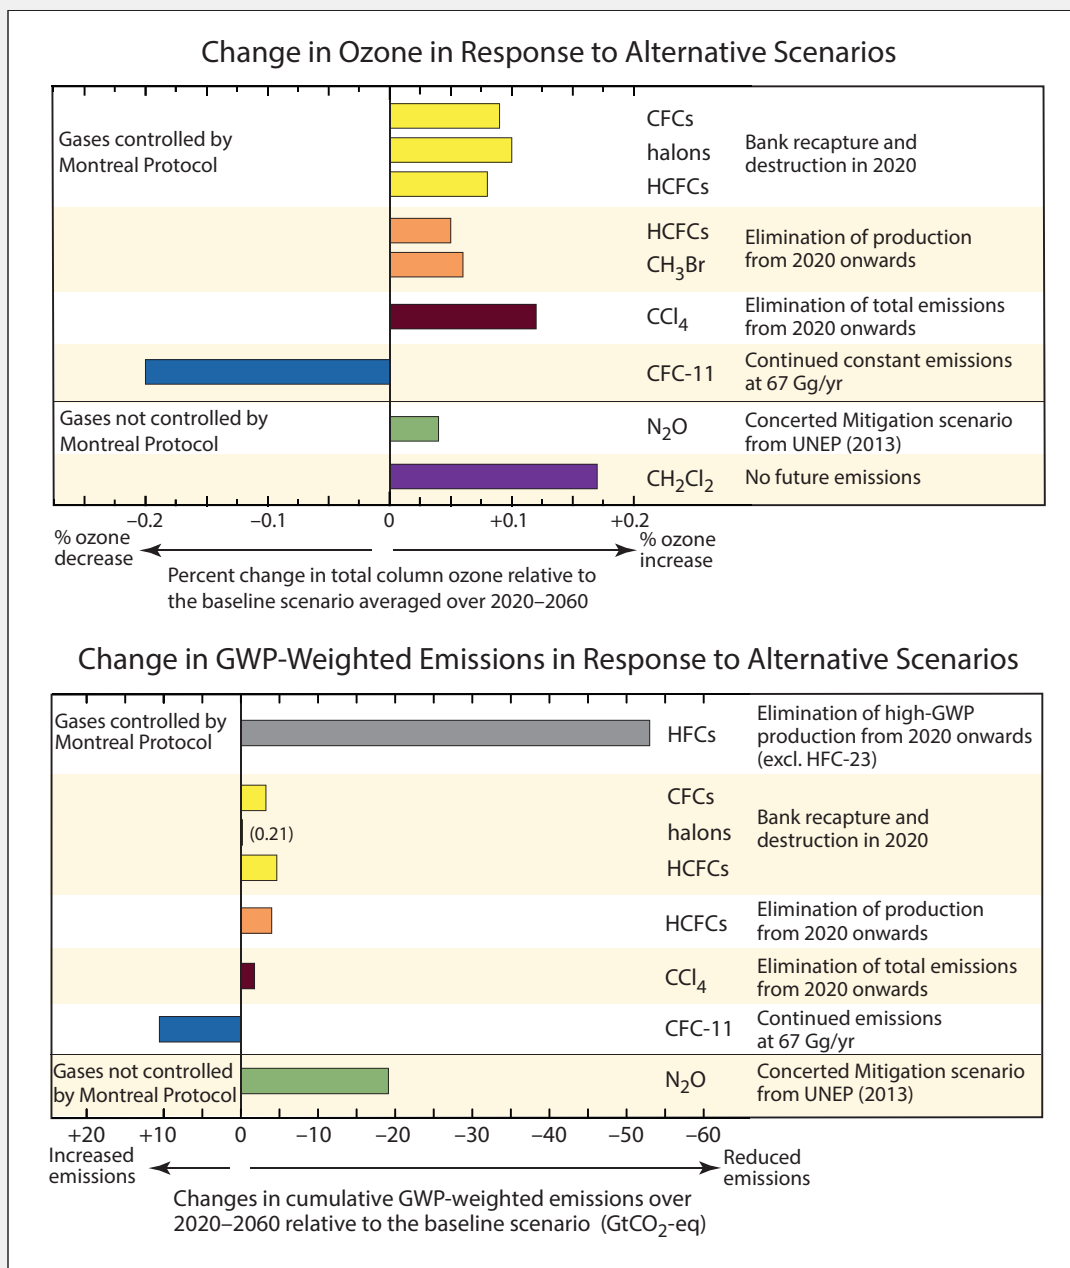 Change in Ozone in Response to Alternative Scenarios
Gases controlled by
Montreal Protocol
CFCs
halons
HCFCs
Bank recapture and
destruction in 2020
HCFCs
CH₃Br
Elimination of production
from 2020 onwards
CCl₄
Elimination of total emissions
from 2020 onwards
CFC-11
Continued constant emissions
at 67 Gg/yr
Gases not controlled by
Montreal Protocol
N₂O
Concerted Mitigation scenario
from UNEP (2013)
CH₂Cl₂
No future emissions
−0.2 −0.1 0 +0.1 +0.2
% ozone
decrease
% ozone
increase
Percent change in total column ozone relative to
the baseline scenario averaged over 2020–2060
Change in GWP-Weighted Emissions in Response to Alternative Scenarios
Gases controlled by
Montreal Protocol
HFCs
Elimination of high-GWP
production from 2020 onwards
(excl. HFC-23)
CFCs
(0.21) halons
HCFCs
Bank recapture and
destruction in 2020
HCFCs
Elimination of production
from 2020 onwards
CCl₄
Elimination of total emissions
from 2020 onwards
CFC-11
Continued emissions
at 67 Gg/yr
Gases not controlled
by Montreal Protocol
N₂O
Concerted Mitigation scenario
from UNEP (2013)
+20 +10 0 −10 −20 −30 −40 −50 −60
Increased
emissions
Reduced
emissions
Changes in cumulative GWP-weighted emissions over
2020–2060 relative to the baseline scenario (GtCO₂-eq)